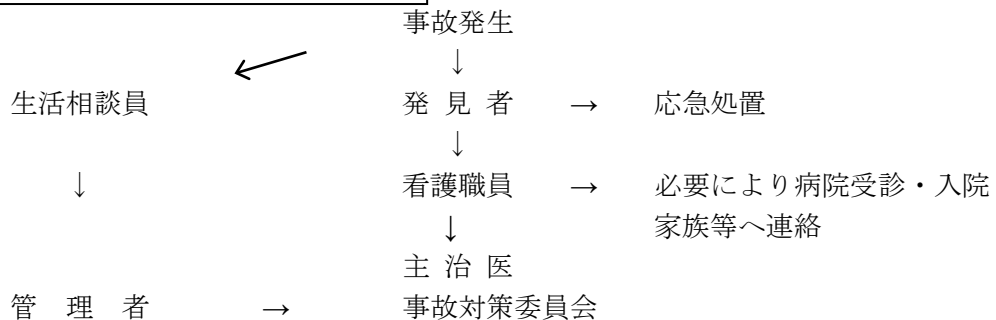 事故発生
↓
生活相談員 発 見 者 → 応急処置
↓
↓ 看護職員 → 必要により病院受診・入院
↓ 家族等へ連絡
主 治 医
管 理 者 → 事故対策委員会